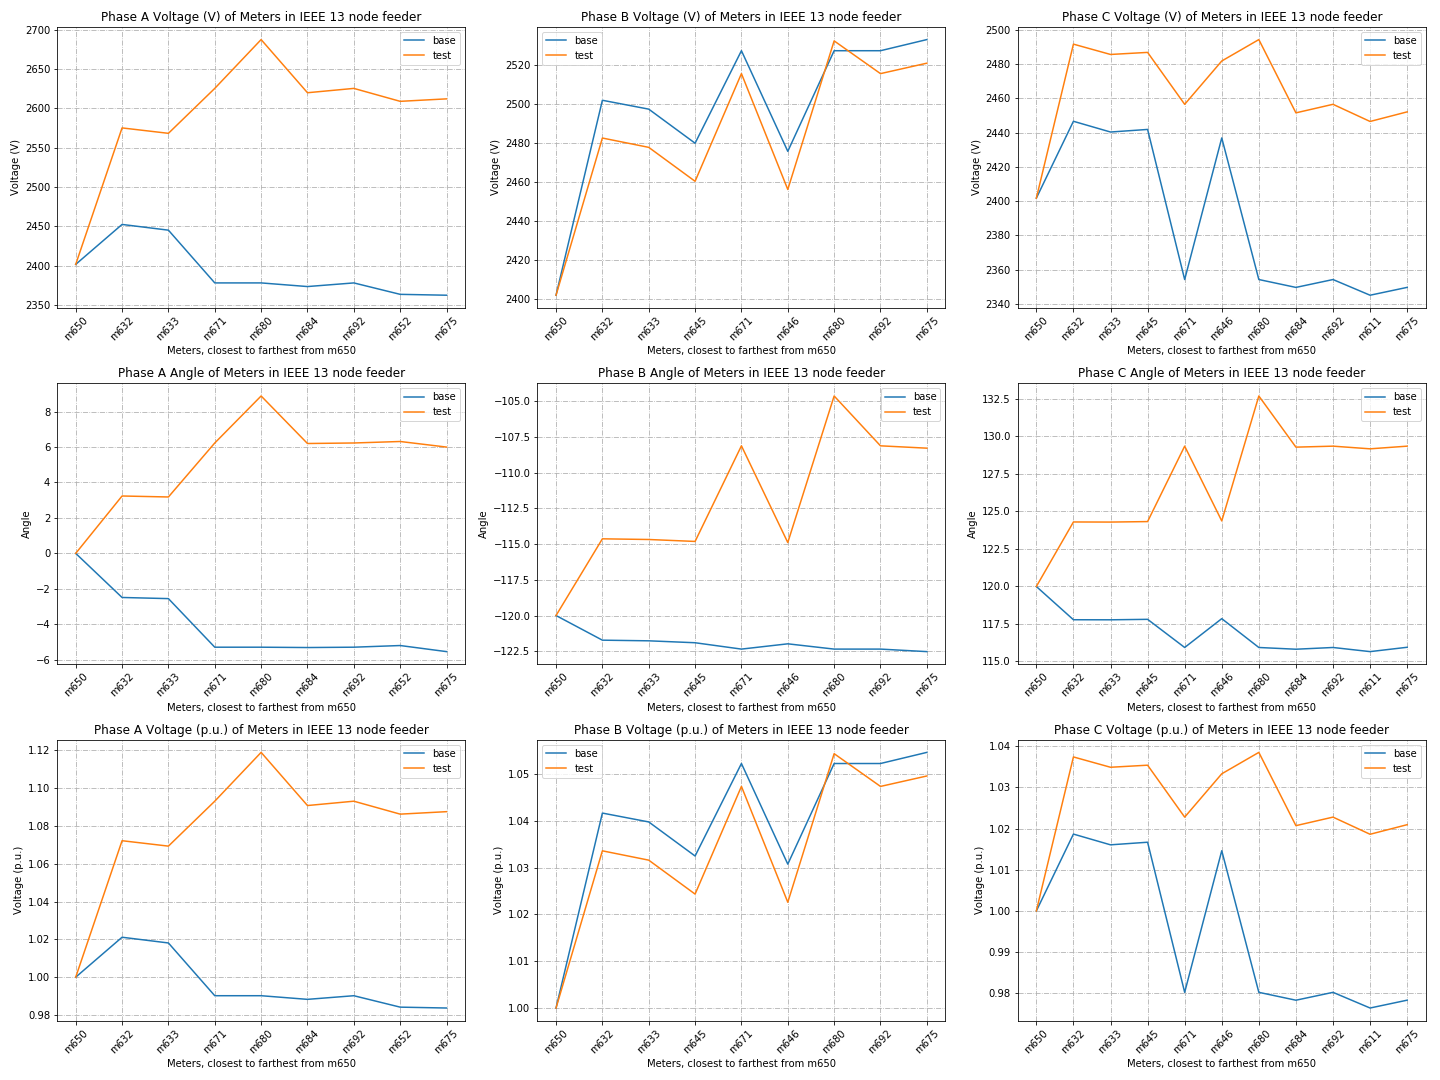 Phase A Voltage (V) of Meters in IEEE 13 node feeder
Voltage (V)
2700
2650
2600
2550
2500
2450
2400
2350
base
test
m650 m632 m633 m671 m680 m684 m692 m652 m675
Meters, closest to farthest from m650
Phase B Voltage (V) of Meters in IEEE 13 node feeder
Voltage (V)
2520
2500
2480
2460
2440
2420
2400
base
test
m650 m632 m633 m645 m671 m646 m680 m692 m675
Meters, closest to farthest from m650
Phase C Voltage (V) of Meters in IEEE 13 node feeder
Voltage (V)
2500
2480
2460
2440
2420
2400
2380
2360
2340
base
test
m650 m632 m633 m645 m671 m646 m680 m684 m692 m611 m675
Meters, closest to farthest from m650
Phase A Angle of Meters in IEEE 13 node feeder
Angle
8
6
4
2
0
−2
−4
−6
base
test
m650 m632 m633 m671 m680 m684 m692 m652 m675
Meters, closest to farthest from m650
Phase B Angle of Meters in IEEE 13 node feeder
Angle
−105.0
−107.5
−110.0
−112.5
−115.0
−117.5
−120.0
−122.5
base
test
m650 m632 m633 m645 m671 m646 m680 m692 m675
Meters, closest to farthest from m650
Phase C Angle of Meters in IEEE 13 node feeder
Angle
132.5
130.0
127.5
125.0
122.5
120.0
117.5
115.0
base
test
m650 m632 m633 m645 m671 m646 m680 m684 m692 m611 m675
Meters, closest to farthest from m650
Phase A Voltage (p.u.) of Meters in IEEE 13 node feeder
Voltage (p.u.)
1.12
1.10
1.08
1.06
1.04
1.02
1.00
0.98
base
test
m650 m632 m633 m671 m680 m684 m692 m652 m675
Meters, closest to farthest from m650
Phase B Voltage (p.u.) of Meters in IEEE 13 node feeder
Voltage (p.u.)
1.05
1.04
1.03
1.02
1.01
1.00
base
test
m650 m632 m633 m645 m671 m646 m680 m692 m675
Meters, closest to farthest from m650
Phase C Voltage (p.u.) of Meters in IEEE 13 node feeder
Voltage (p.u.)
1.04
1.03
1.02
1.01
1.00
0.99
0.98
base
test
m650 m632 m633 m645 m671 m646 m680 m684 m692 m611 m675
Meters, closest to farthest from m650